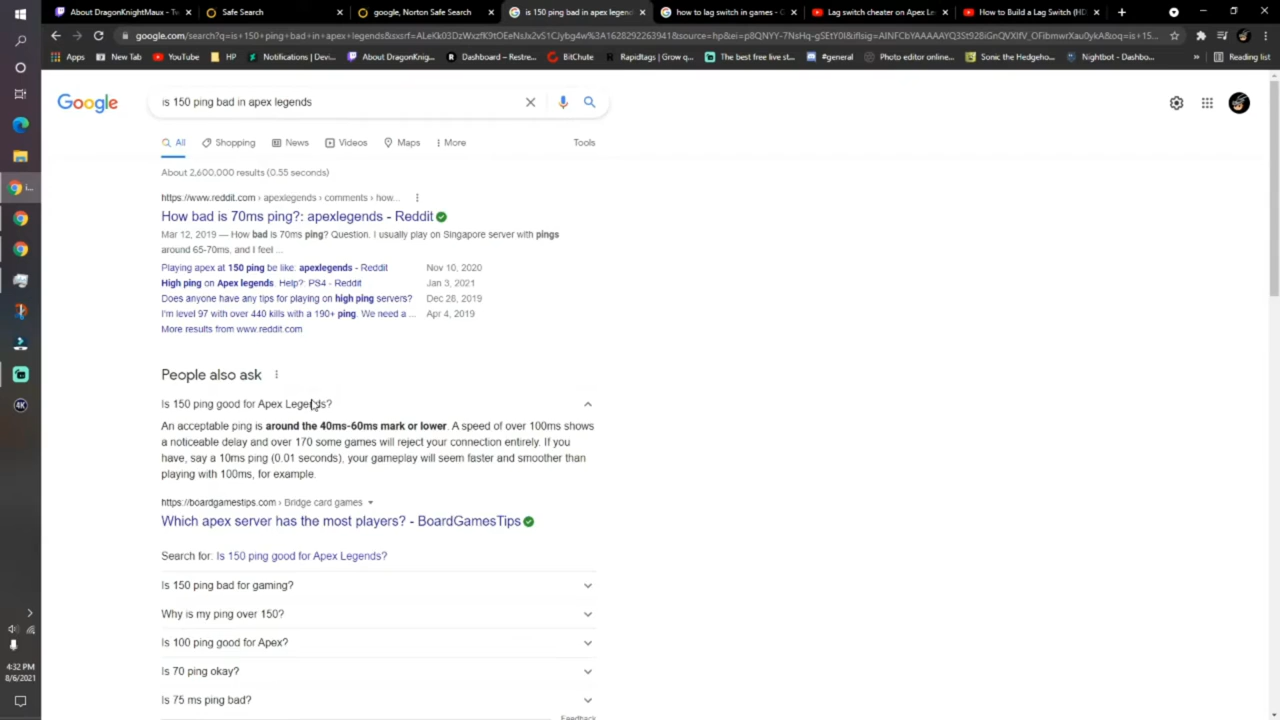 About DragonKnightMaux - Tw
Safe Search
google, Norton Safe Search
is 150 ping bad in apex legend
how to lag switch in games - G
Lag switch cheater on Apex Le
How to Build a Lag Switch (HD
google.com/search?q=is+150+ping+bad+in+apex+legends
Apps
New Tab
YouTube
HP
Notifications | Devi...
About DragonKnig...
Dashboard – Restre...
BitChute
Rapidtags | Grow q...
The best free live st...
#general
Photo editor online...
Sonic the Hedgeho...
Nightbot - Dashbo...
Reading list
Google
is 150 ping bad in apex legends
All
Shopping
News
Videos
Maps
More
Tools
About 2,600,000 results (0.55 seconds)
https://www.reddit.com › apexlegends › comments › how...
How bad is 70ms ping?: apexlegends - Reddit
Mar 12, 2019 — How bad is 70ms ping? Question. I usually play on Singapore server with pings
around 65-70ms, and I feel ...
Playing apex at 150 ping be like: apexlegends - Reddit Nov 10, 2020
High ping on Apex legends. Help?: PS4 - Reddit Jan 3, 2021
Does anyone have any tips for playing on high ping servers? Dec 28, 2019
I'm level 97 with over 440 kills with a 190+ ping. We need a ... Apr 4, 2019
More results from www.reddit.com
People also ask
Is 150 ping good for Apex Legends?
An acceptable ping is around the 40ms-60ms mark or lower. A speed of over 100ms shows
a noticeable delay and over 170 some games will reject your connection entirely. If you
have, say a 10ms ping (0.01 seconds), your gameplay will seem faster and smoother than
playing with 100ms, for example.
https://boardgamestips.com › Bridge card games
Which apex server has the most players? - BoardGamesTips
Search for: Is 150 ping good for Apex Legends?
Is 150 ping bad for gaming?
Why is my ping over 150?
Is 100 ping good for Apex?
Is 70 ping okay?
Is 75 ms ping bad?
Feedback
4:32 PM
8/6/2021